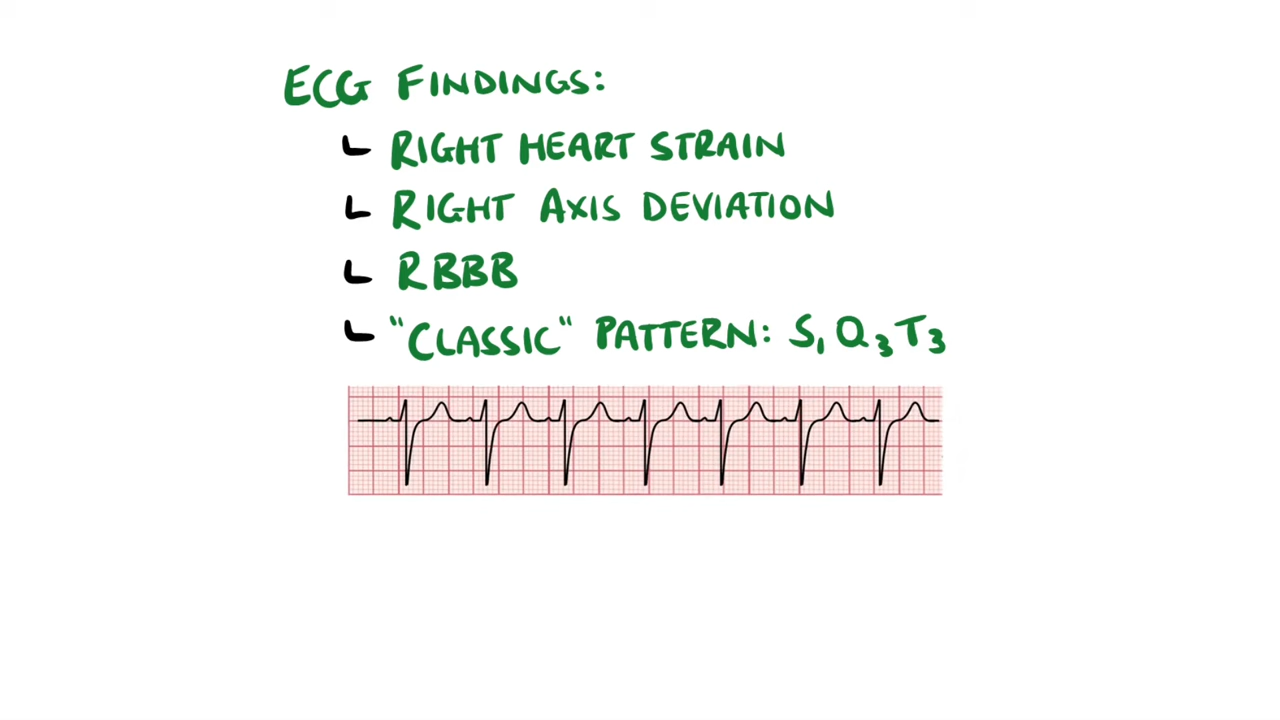 ECG FINDINGS:
RIGHT HEART STRAIN
RIGHT AXIS DEVIATION
RBBB
"CLASSIC" PATTERN: S₁Q₃T₃